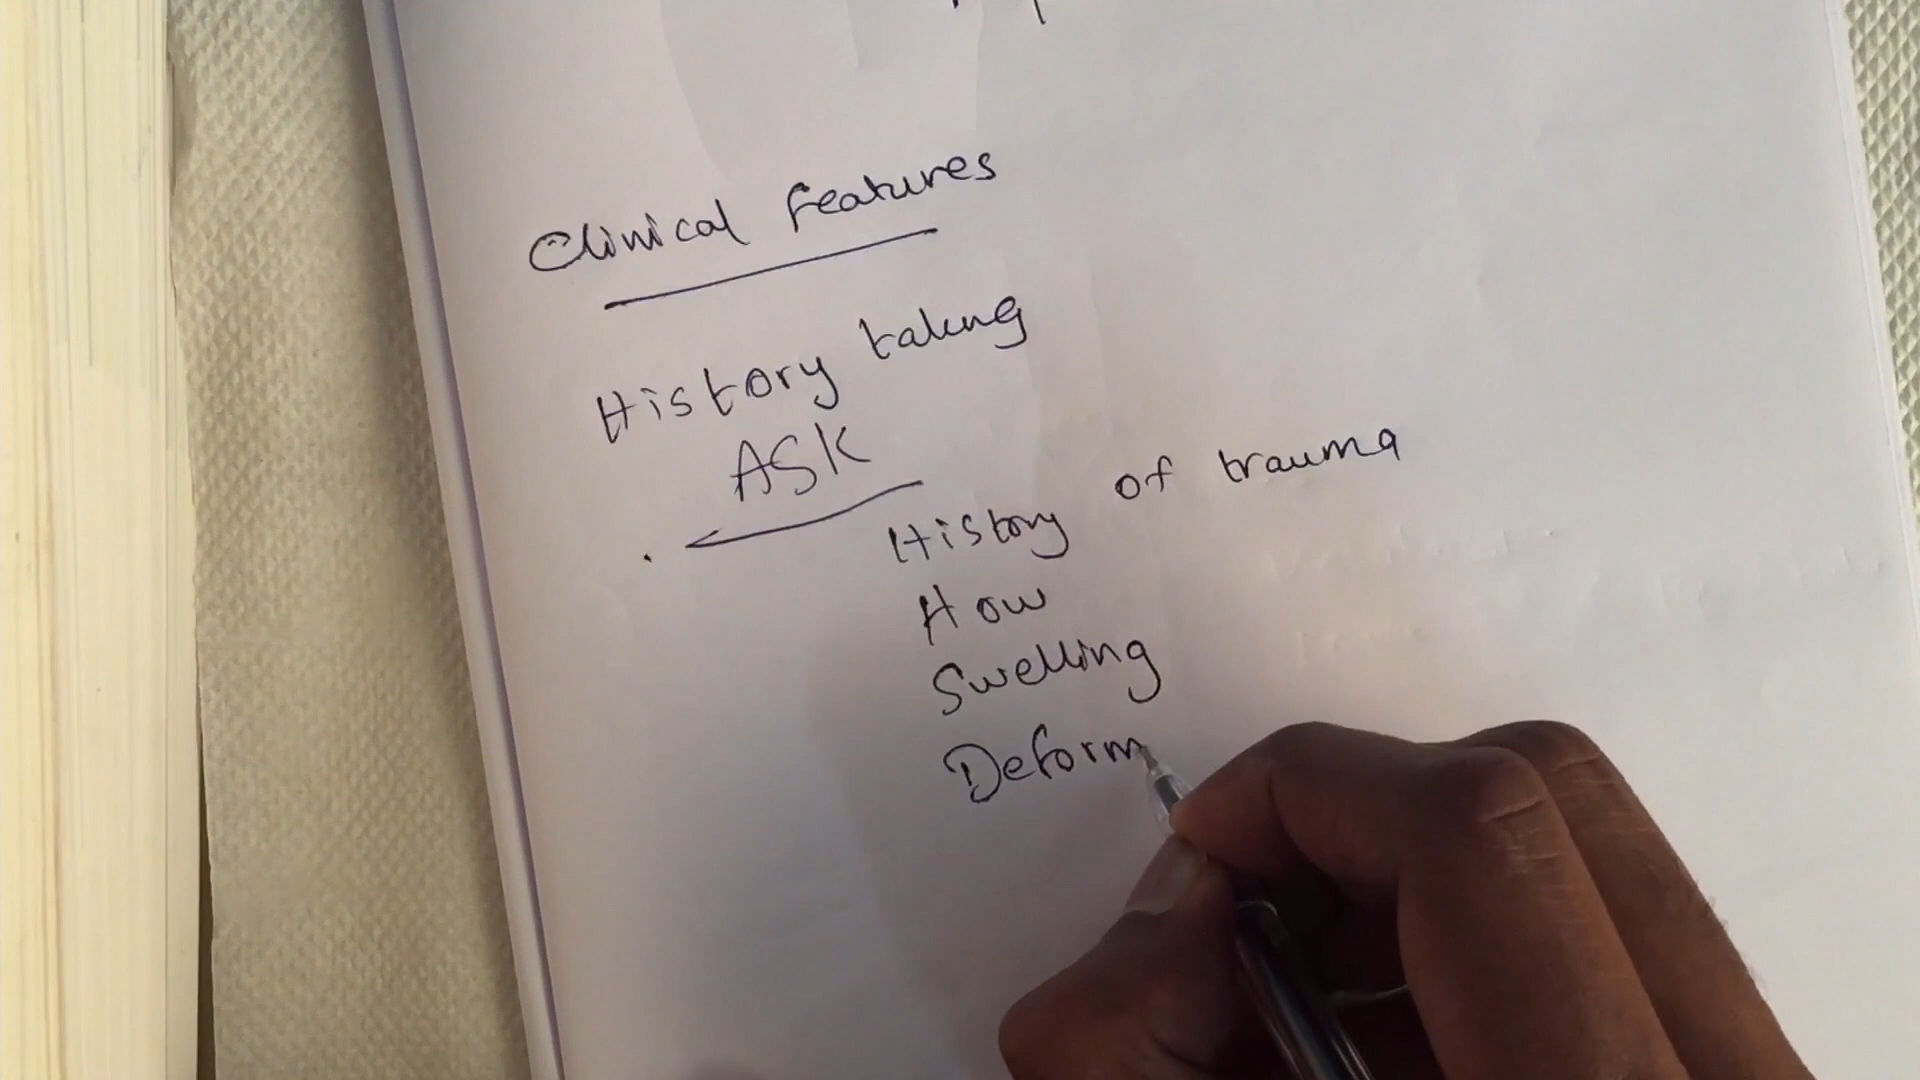 Clinical features
History taking
ASK
History of trauma
How
Swelling
Deform